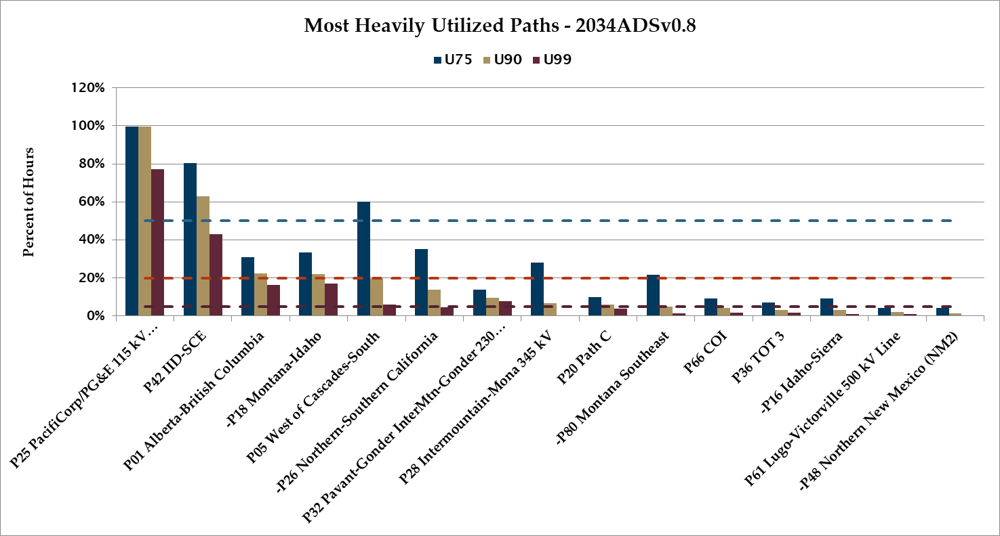 Most Heavily Utilized Paths - 2034ADSv0.8
U75 U90 U99
120%
100%
80%
60%
40%
20%
0%
Percent of Hours
P25 PacifiCorp/PG&E 115 kV…
P42 IID-SCE
P01 Alberta-British Columbia
-P18 Montana-Idaho
P05 West of Cascades-South
-P26 Northern-Southern California
P32 Pavant-Gonder InterMtn-Gonder 230…
P28 Intermountain-Mona 345 kV
P20 Path C
-P80 Montana Southeast
P66 COI
P36 TOT 3
-P16 Idaho-Sierra
P61 Lugo-Victorville 500 kV Line
-P48 Northern New Mexico (NM2)